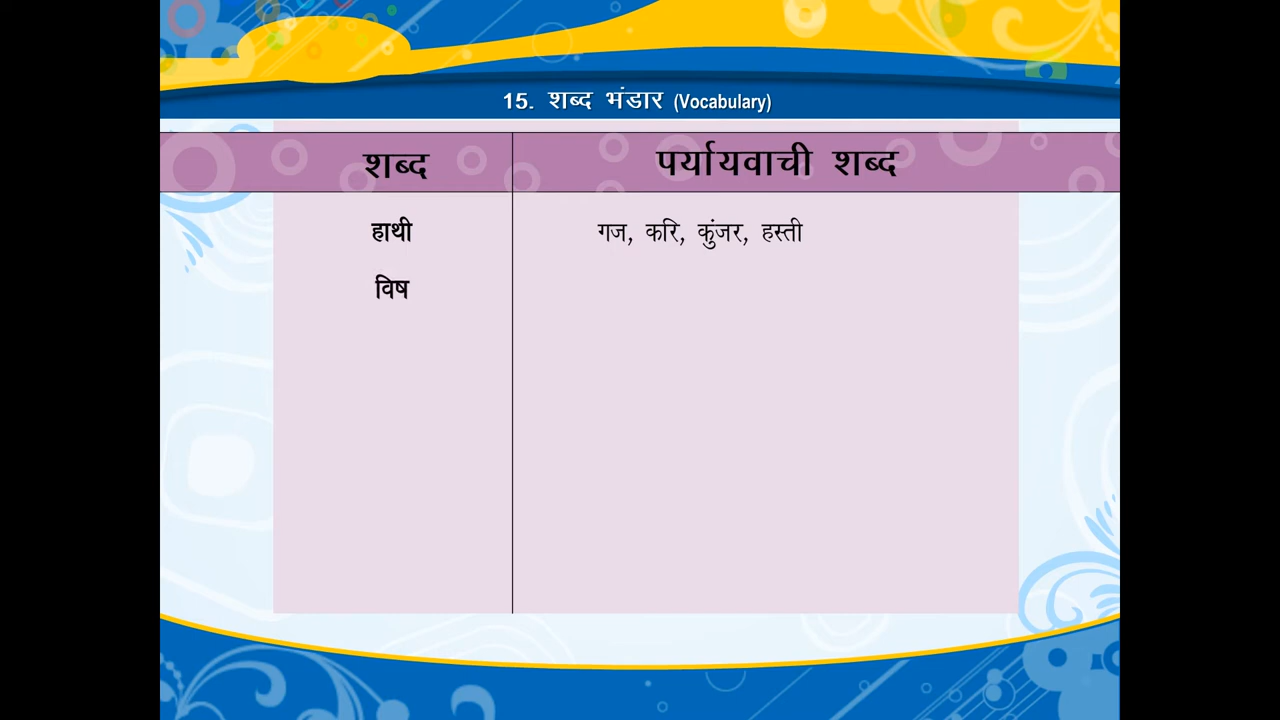 15. शब्द भंडार (Vocabulary)
शब्द पर्यायवाची शब्द
हाथी गज, करि, कुंजर, हस्ती
विष